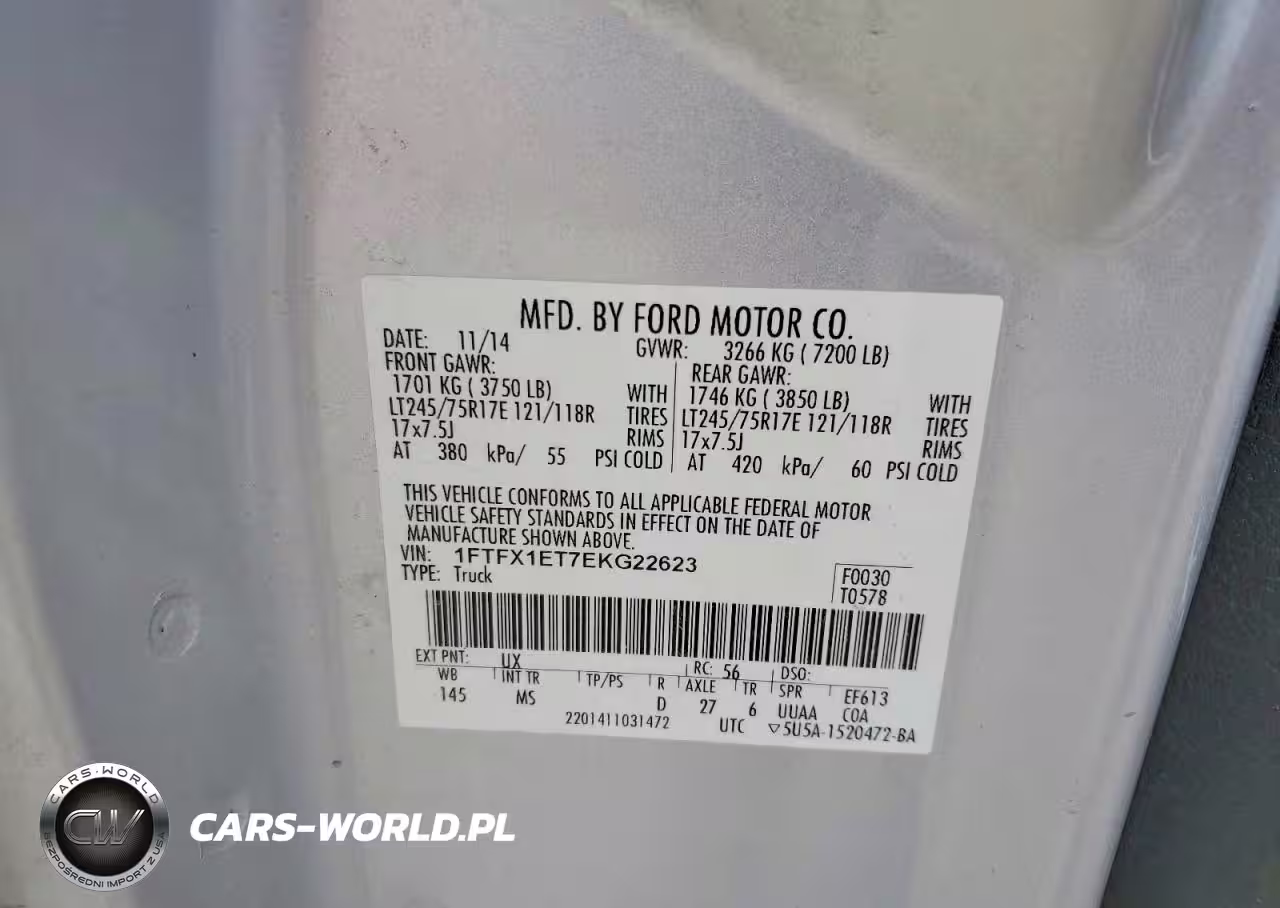 MFD. BY FORD MOTOR CO.
DATE: 11/14 GVWR: 3266 KG ( 7200 LB)
FRONT GAWR: REAR GAWR:
1701 KG ( 3750 LB) WITH 1746 KG ( 3850 LB) WITH
LT245/75R17E 121/118R TIRES LT245/75R17E 121/118R TIRES
17x7.5J RIMS 17x7.5J RIMS
AT 380 kPa/ 55 PSI COLD AT 420 kPa/ 60 PSI COLD
THIS VEHICLE CONFORMS TO ALL APPLICABLE FEDERAL MOTOR
VEHICLE SAFETY STANDARDS IN EFFECT ON THE DATE OF
MANUFACTURE SHOWN ABOVE.
VIN: 1FTFX1ET7EKG22623
TYPE: Truck F0030
T0578
EXT PNT: UX RC: 56 DSO:
WB INT TR TP/PS R AXLE TR SPR EF613
145 MS D 27 6 UUAA COA
2201411031472 UTC ▽5U5A-1520472-BA
CARS-WORLD
CW
BEZPOŚREDNI IMPORT Z USA
CARS-WORLD.PL